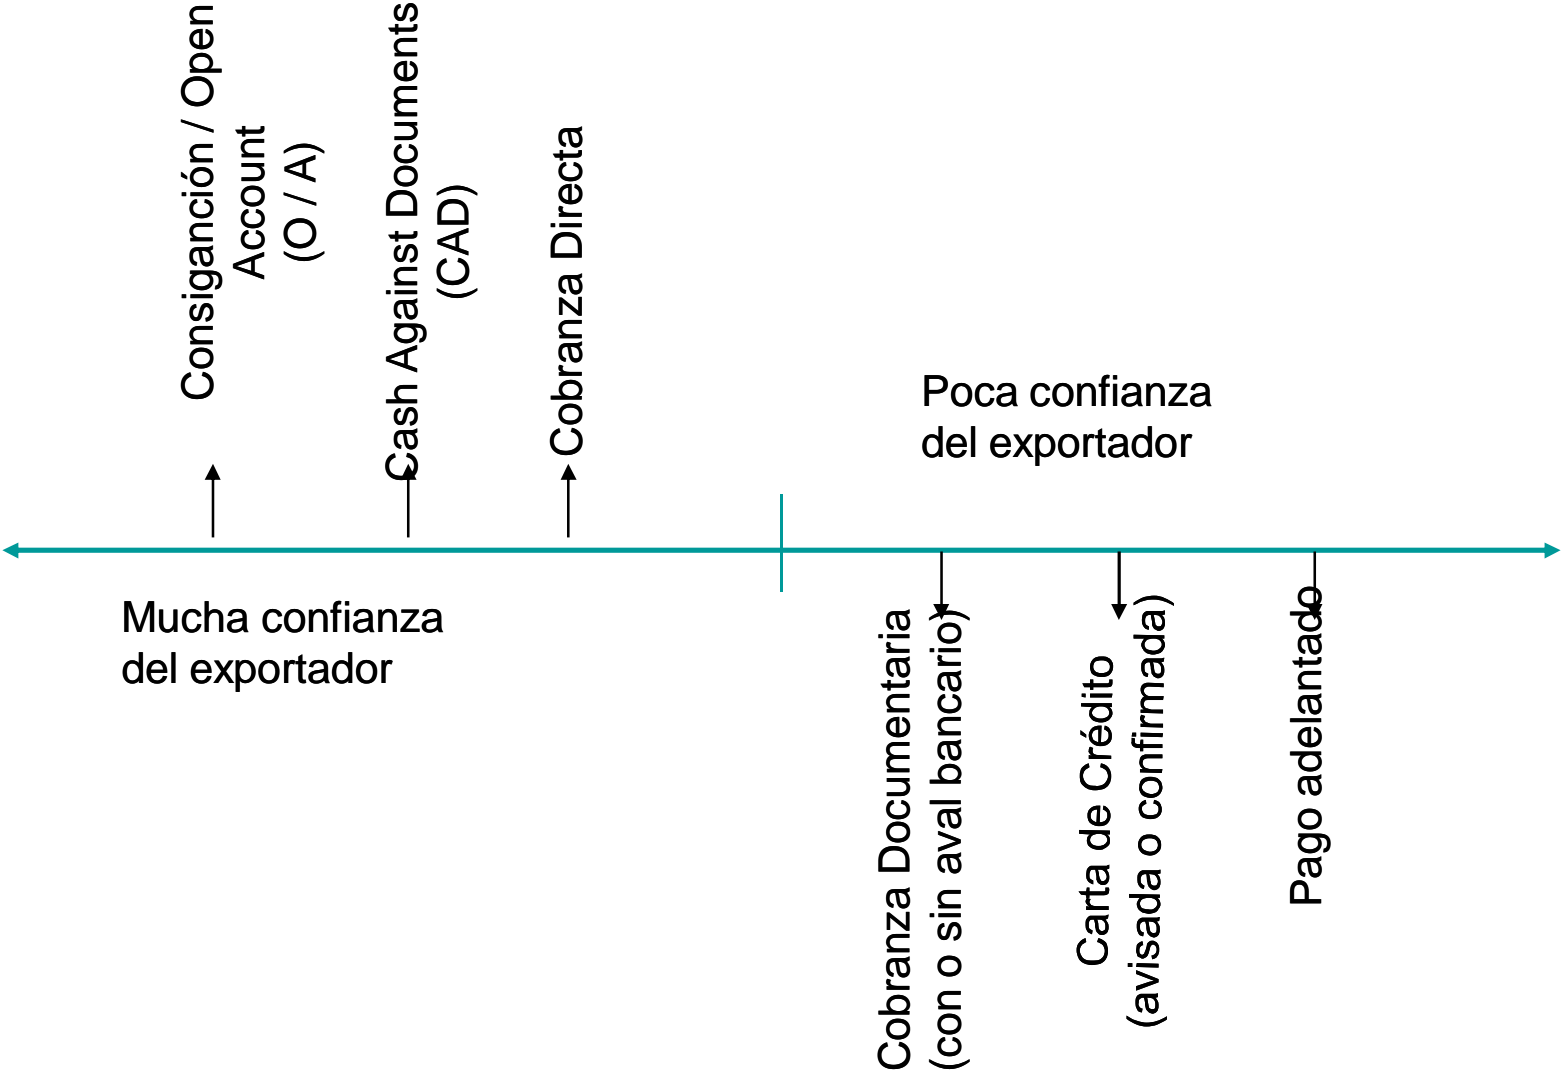 Consigación / Open
Account
(O / A)
Cash Against Documents
(CAD)
Cobranza Directa
Poca confianza
del exportador
Mucha confianza
del exportador
Cobranza Documentaria
(con o sin aval bancario)
Carta de Crédito
(avisada o confirmada)
Pago adelantado